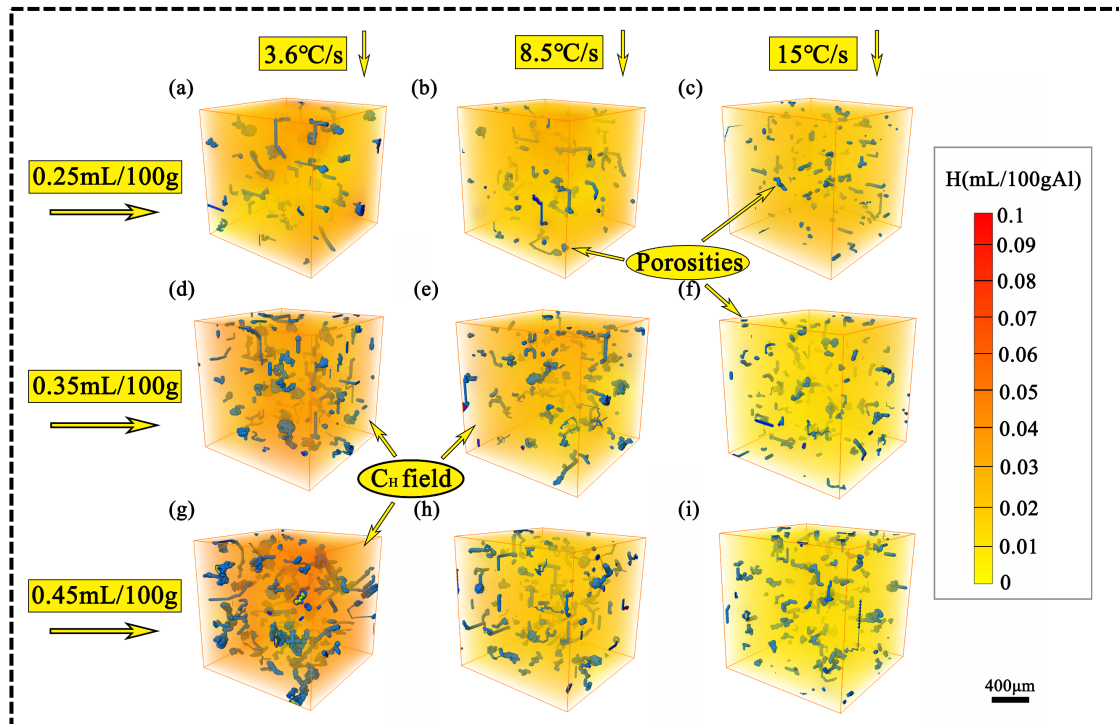 3.6℃/s
8.5℃/s
15℃/s
(a)
(b)
(c)
0.25mL/100g
Porosities
(d)
(e)
(f)
0.35mL/100g
CH field
(g)
(h)
(i)
0.45mL/100g
H(mL/100gAl)
0.1
0.09
0.08
0.07
0.06
0.05
0.04
0.03
0.02
0.01
0
400μm